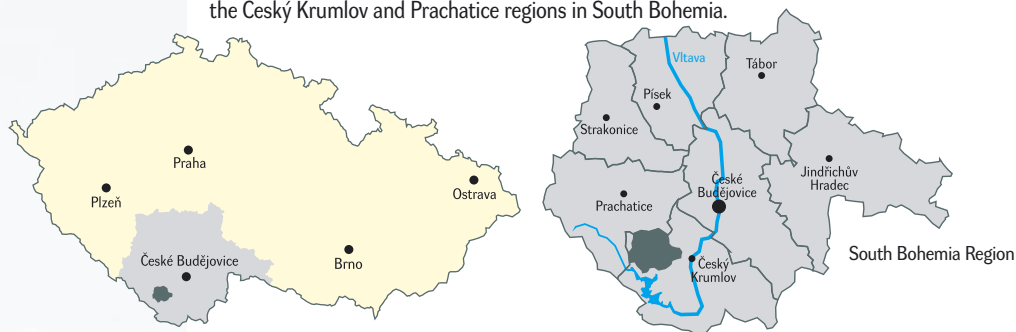 the Český Krumlov and Prachatice regions in South Bohemia.
Praha
Plzeň
Ostrava
České Budějovice
Brno
Vltava
Tábor
Písek
Strakonice
Jindřichův
Hradec
České
Budějovice
Prachatice
Český
Krumlov
South Bohemia Region